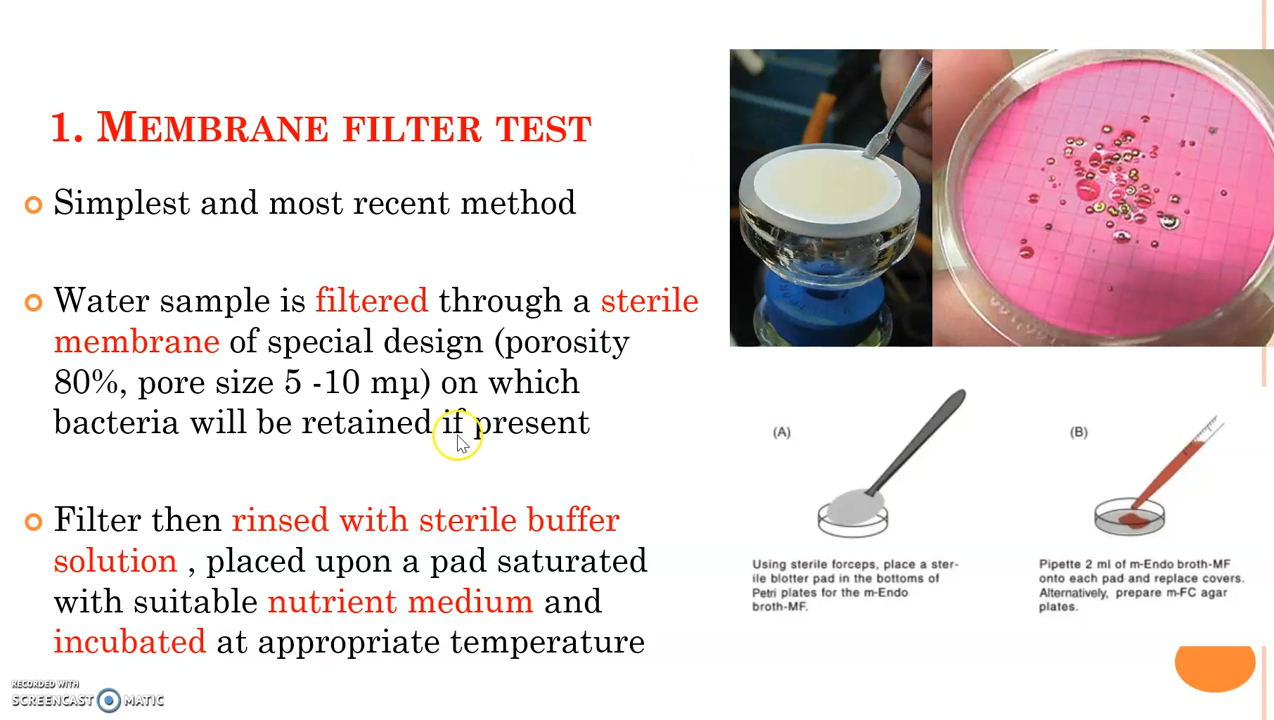 1. MEMBRANE FILTER TEST
Simplest and most recent method
Water sample is filtered through a sterile
membrane of special design (porosity
80%, pore size 5 -10 mµ) on which
bacteria will be retained if present
Filter then rinsed with sterile buffer
solution , placed upon a pad saturated
with suitable nutrient medium and
incubated at appropriate temperature
(A)
Using sterile forceps, place a ster-
ile blotter pad in the bottoms of
Petri plates for the m-Endo
broth-MF.
(B)
Pipette 2 ml of m-Endo broth-MF
onto each pad and replace covers.
Alternatively, prepare m-FC agar
plates.
RECORDED WITH
SCREENCAST MATIC